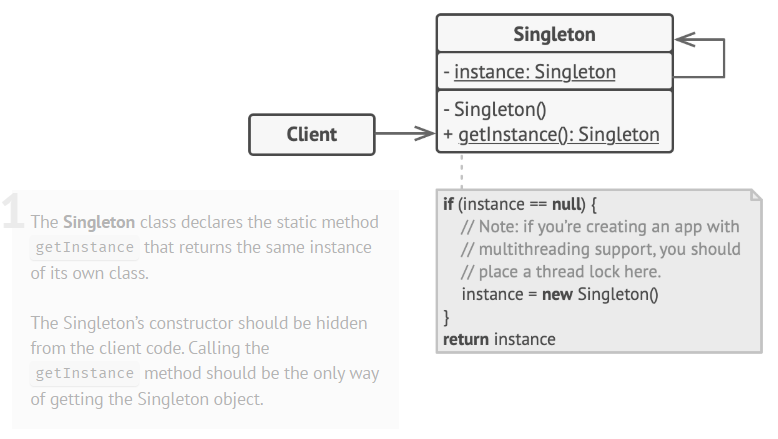 Singleton
- instance: Singleton
- Singleton()
+ getInstance(): Singleton
Client
1
The Singleton class declares the static method
getInstance that returns the same instance
of its own class.
The Singleton's constructor should be hidden
from the client code. Calling the
getInstance method should be the only way
of getting the Singleton object.
if (instance == null) {
// Note: if you're creating an app with
// multithreading support, you should
// place a thread lock here.
instance = new Singleton()
}
return instance